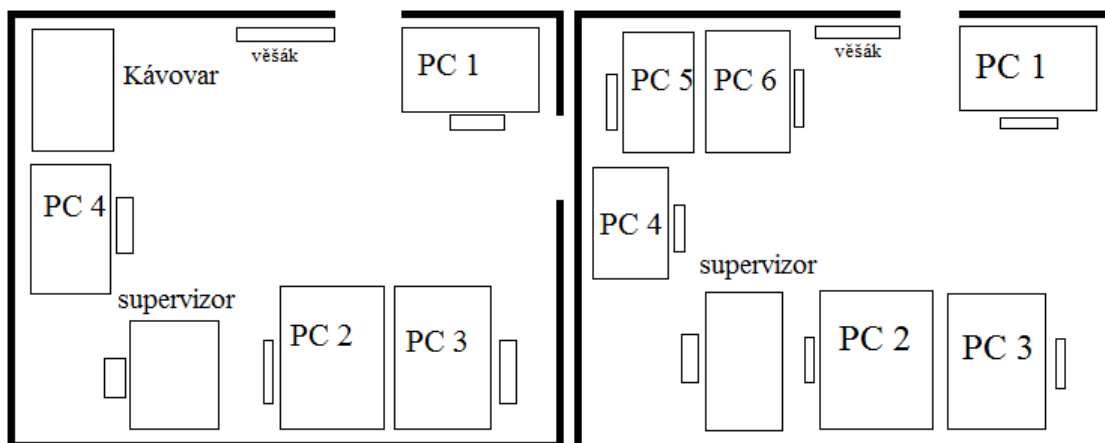 Kávovar
věšák
PC 1
PC 4
supervizor
PC 2
PC 3
PC 5
PC 6
věšák
PC 1
PC 4
supervizor
PC 2
PC 3